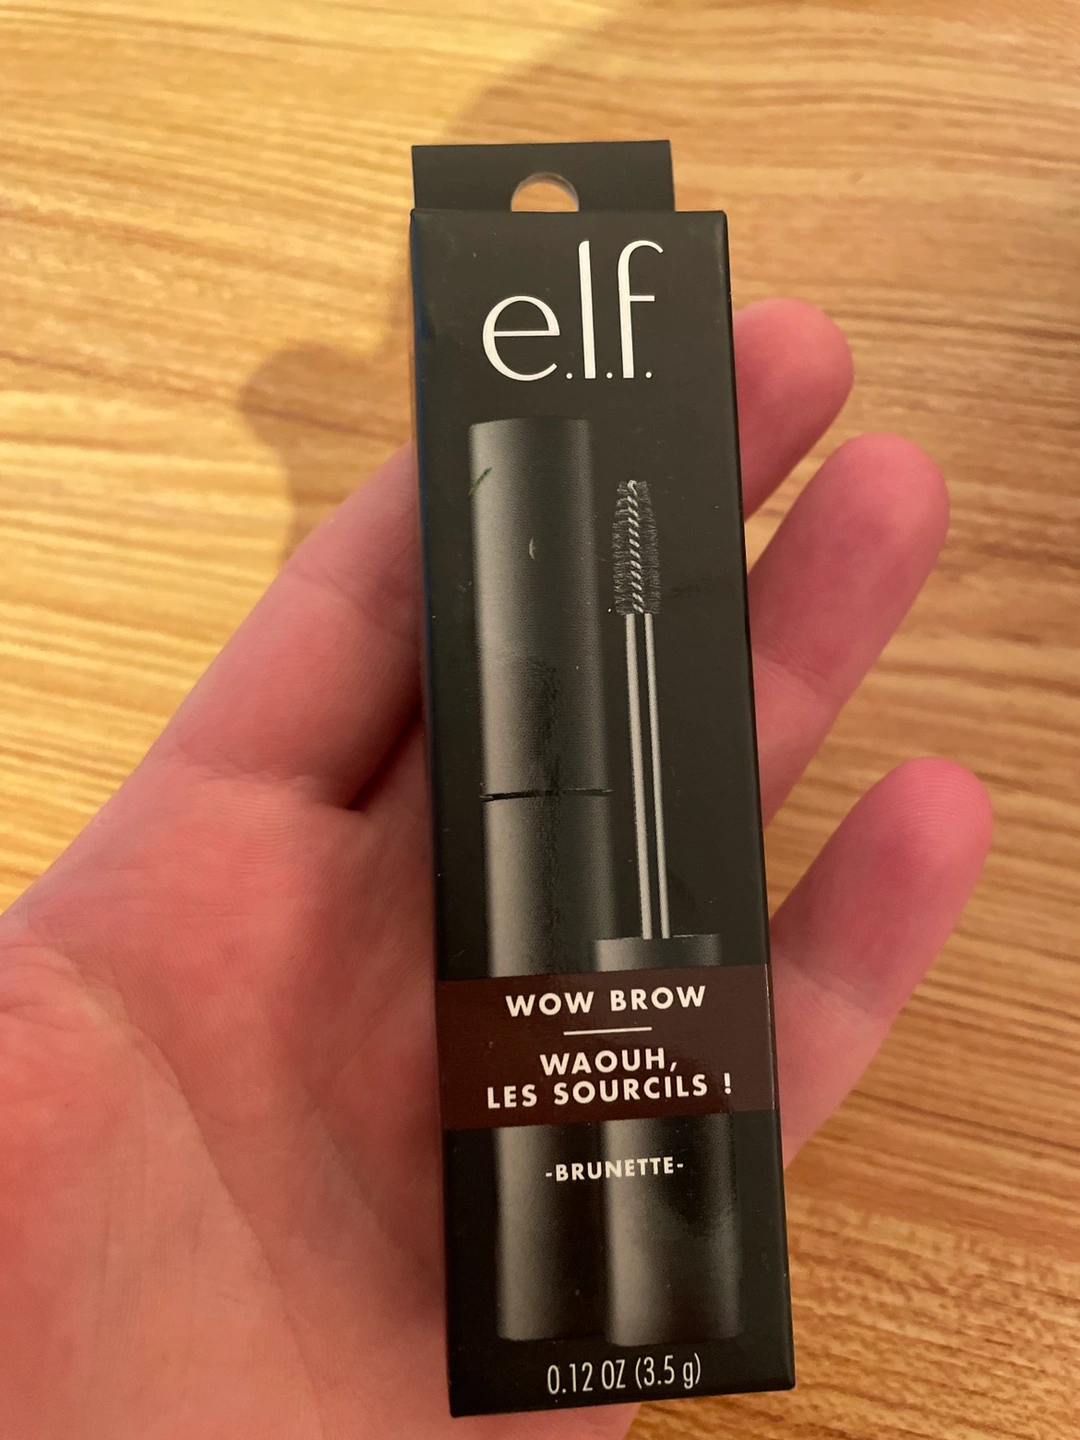 e.l.f.
WOW BROW
WAOUH,
LES SOURCILS !
-BRUNETTE-
0.12 OZ (3.5 g)